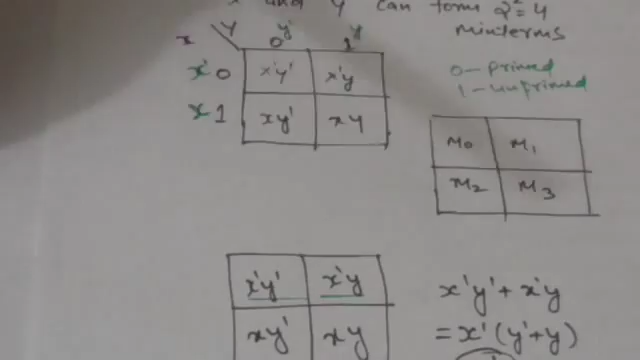 x and y can form 2²=4
minterms
x y y' y
0 1
x' 0 x'y' x'y
x 1 xy' xy
0 - primed
1 - unprimed
m0 m1
m2 m3
x'y' x'y
xy' xy
x'y' + x'y
= x'(y'+y)